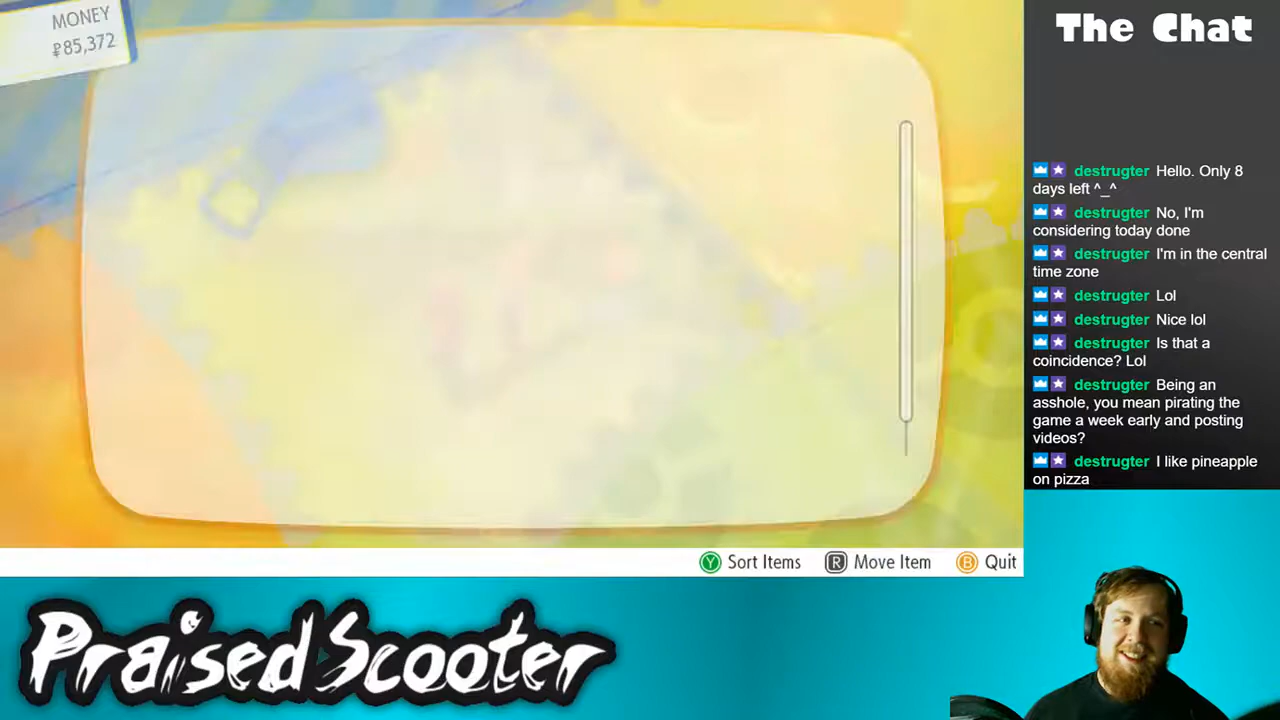 MONEY
₽85,372
The Chat
destrugter Hello. Only 8
days left ^_^
destrugter No, I'm
considering today done
destrugter I'm in the central
time zone
destrugter Lol
destrugter Nice lol
destrugter Is that a
coincidence? Lol
destrugter Being an
asshole, you mean pirating the
game a week early and posting
videos?
destrugter I like pineapple
on pizza
Y Sort Items R Move Item B Quit
PraisedScooter